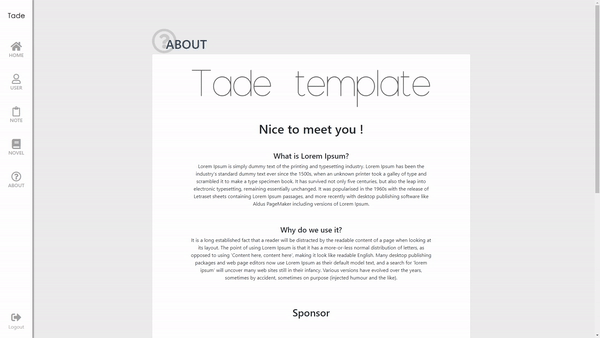 Tade
HOME
USER
NOTE
NOVEL
ABOUT
Logout
ABOUT
Tade template
Nice to meet you !
What is Lorem Ipsum?
Lorem Ipsum is simply dummy text of the printing and typesetting industry. Lorem Ipsum has been the
industry's standard dummy text ever since the 1500s, when an unknown printer took a galley of type and
scrambled it to make a type specimen book. It has survived not only five centuries, but also the leap into
electronic typesetting, remaining essentially unchanged. It was popularised in the 1960s with the release of
Letraset sheets containing Lorem Ipsum passages, and more recently with desktop publishing software like
Aldus PageMaker including versions of Lorem Ipsum.
Why do we use it?
It is a long established fact that a reader will be distracted by the readable content of a page when looking at
its layout. The point of using Lorem Ipsum is that it has a more-or-less normal distribution of letters, as
opposed to using 'Content here, content here', making it look like readable English. Many desktop publishing
packages and web page editors now use Lorem Ipsum as their default model text, and a search for 'lorem
ipsum' will uncover many web sites still in their infancy. Various versions have evolved over the years,
sometimes by accident, sometimes on purpose (injected humour and the like).
Sponsor